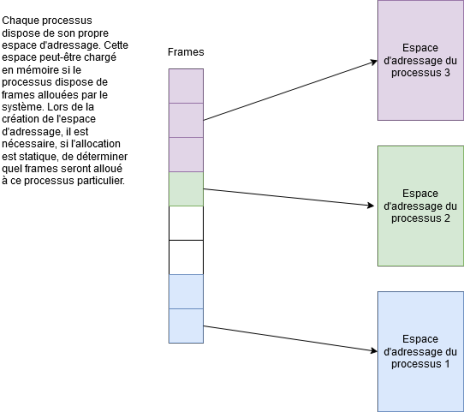 Chaque processus
dispose de son propre
espace d'adressage. Cette
espace peut-être chargé
en mémoire si le
processus dispose de
frames allouées par le
système. Lors de la
création de l'espace
d'adressage, il est
nécessaire, si l'allocation
est statique, de déterminer
quel frames seront alloué
à ce processus particulier.
Frames
Espace
d'adressage du
processus 3
Espace
d'adressage du
processus 2
Espace
d'adressage du
processus 1